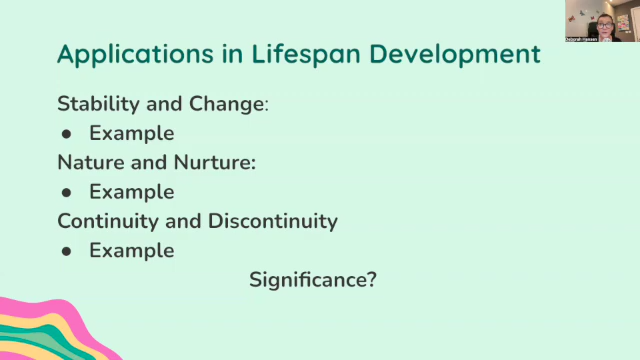 Applications in Lifespan Development
Stability and Change:
● Example
Nature and Nurture:
● Example
Continuity and Discontinuity
● Example
Significance?